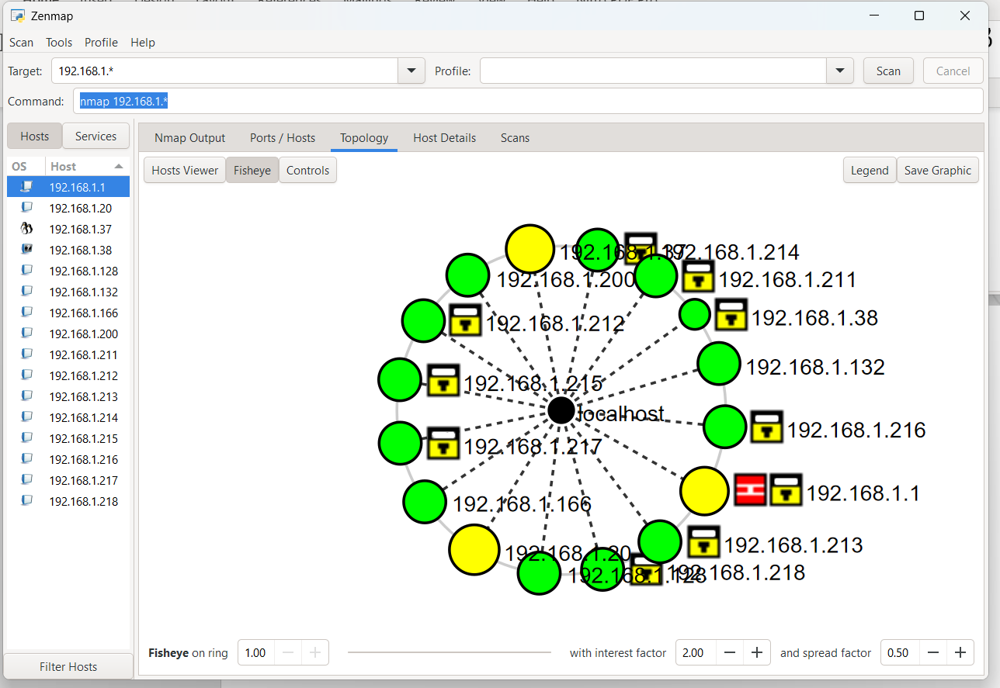 Zenmap
Scan Tools Profile Help
Target: 192.168.1.* Profile: Scan Cancel
Command: nmap 192.168.1.*
Hosts Services
Nmap Output Ports / Hosts Topology Host Details Scans
OS Host
Hosts Viewer Fisheye Controls Legend Save Graphic
192.168.1.1
192.168.1.20
192.168.1.37
192.168.1.38
192.168.1.128
192.168.1.132
192.168.1.166
192.168.1.200
192.168.1.211
192.168.1.212
192.168.1.213
192.168.1.214
192.168.1.215
192.168.1.216
192.168.1.217
192.168.1.218
Filter Hosts
192.168.1.37
192.168.1.214
192.168.1.200
192.168.1.211
192.168.1.212
192.168.1.38
192.168.1.132
192.168.1.215
localhost
192.168.1.216
192.168.1.217
192.168.1.1
192.168.1.166
192.168.1.213
192.168.1.20
192.168.1.128
192.168.1.218
Fisheye on ring 1.00 with interest factor 2.00 and spread factor 0.50